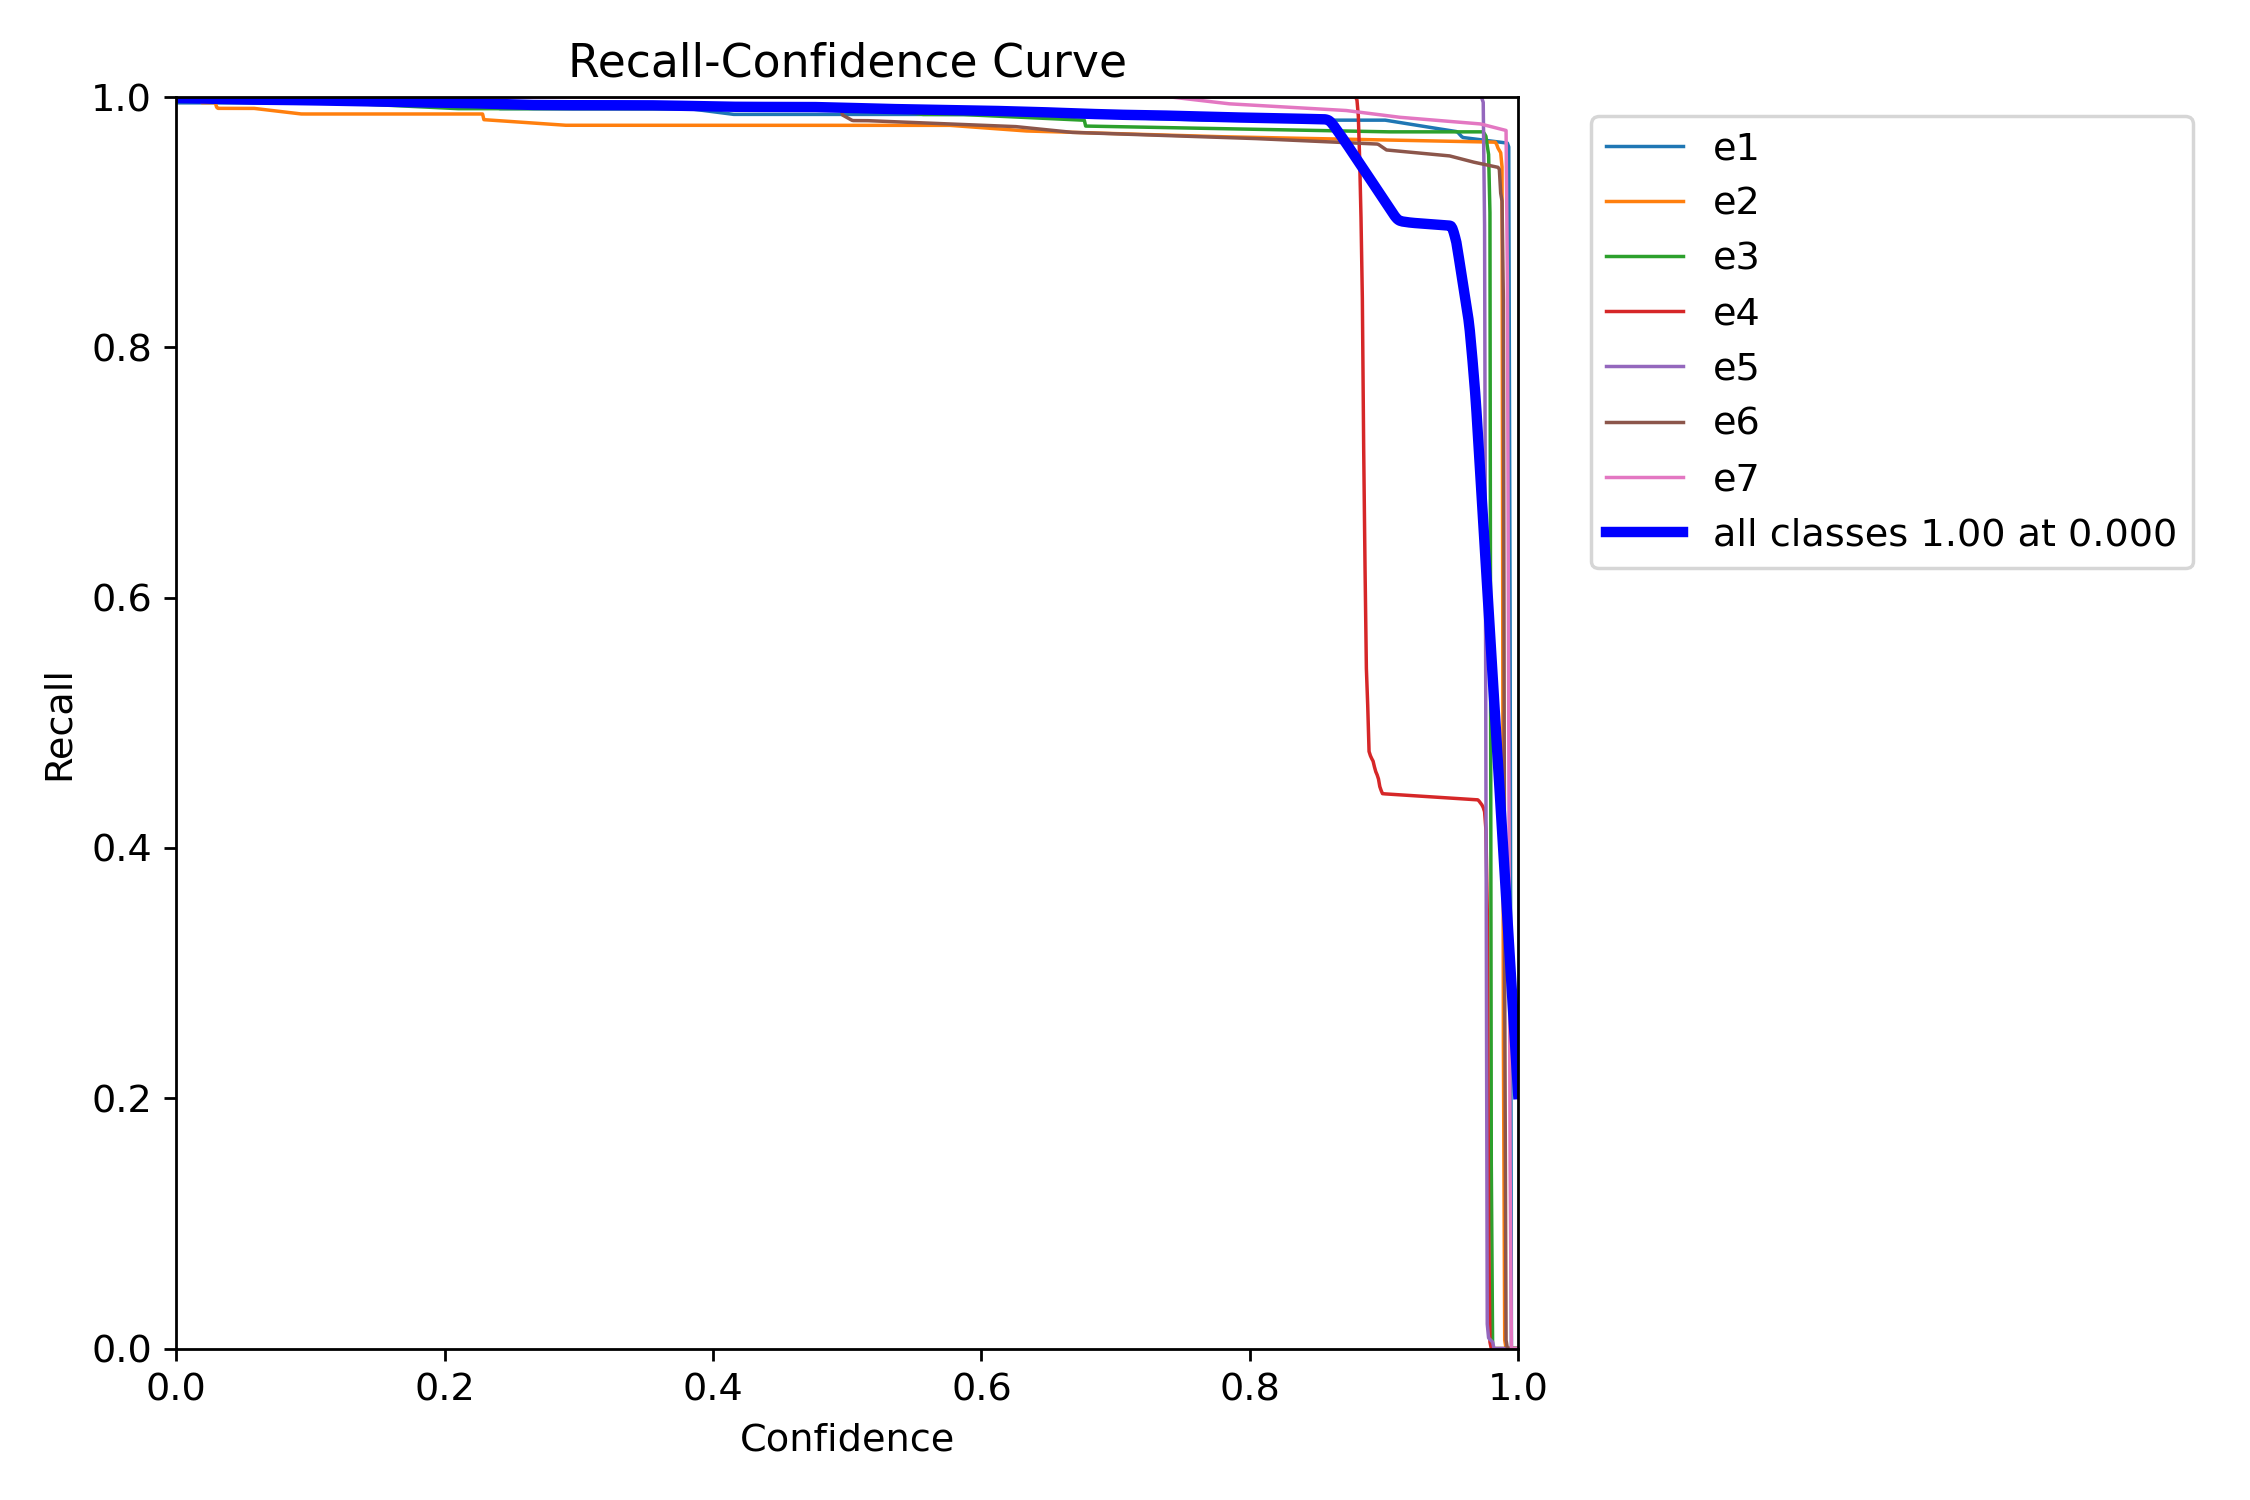 Recall-Confidence Curve
1.0
0.8
0.6
0.4
0.2
0.0
Recall
0.0 0.2 0.4 0.6 0.8 1.0
Confidence
e1
e2
e3
e4
e5
e6
e7
all classes 1.00 at 0.000